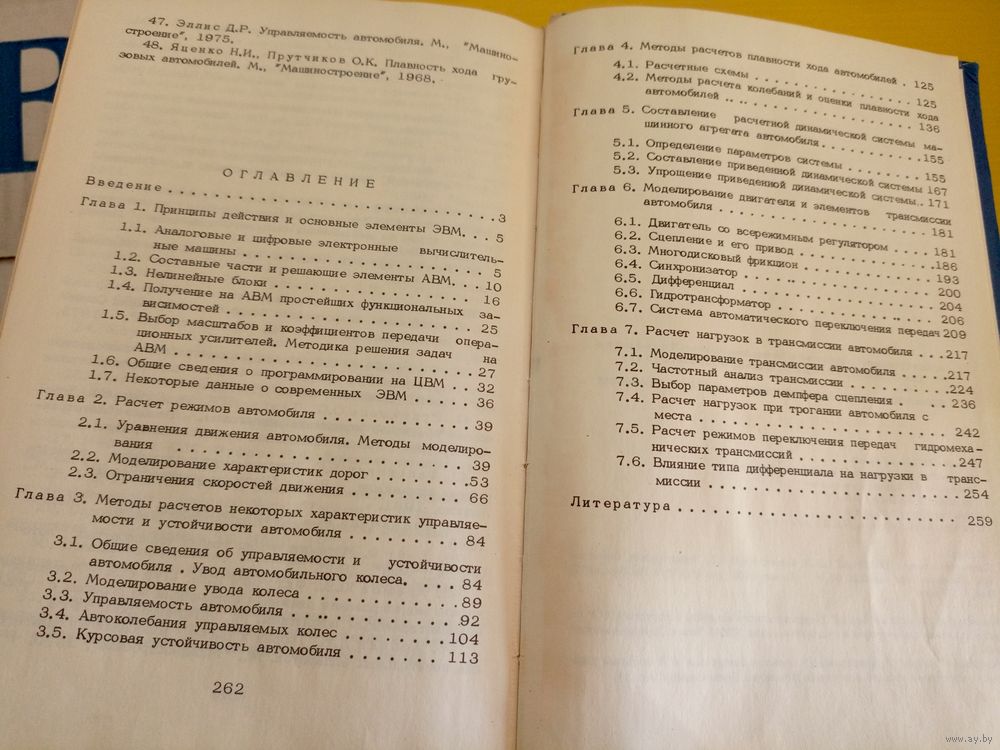 47. Эллис Д.Р. Управляемость автомобиля. М., "Машино-
строение", 1975.
48. Яценко Н.И., Прутчиков О.К. Плавность хода гру-
зовых автомобилей. М., "Машиностроение", 1968.
ОГЛАВЛЕНИЕ
Введение . . . . . . . . . . . . . . . . . . . . 3
Глава 1. Принципы действия и основные элементы ЭВМ. . . 5
1.1. Аналоговые и цифровые электронные вычислитель-
ные машины . . . . . . . . . . . . . . . . 5
1.2. Составные части и решающие элементы АВМ. . . 10
1.3. Нелинейные блоки . . . . . . . . . . . . . 16
1.4. Получение на АВМ простейших функциональных за-
висимостей . . . . . . . . . . . . . . . . 25
1.5. Выбор масштабов и коэффициентов передачи опера-
ционных усилителей. Методика решения задач на
АВМ . . . . . . . . . . . . . . . . . . . 27
1.6. Общие сведения о программировании на ЦВМ . . 32
1.7. Некоторые данные о современных ЭВМ . . . . . 36
Глава 2. Расчет режимов автомобиля . . . . . . . . . . 39
2.1. Уравнения движения автомобиля. Методы моделиро-
вания . . . . . . . . . . . . . . . . . . 39
2.2. Моделирование характеристик дорог . . . . . . . .53
2.3. Ограничения скоростей движения . . . . . . . . 66
Глава 3. Методы расчетов некоторых характеристик управляе-
мости и устойчивости автомобиля . . . . . . . . . 84
3.1. Общие сведения об управляемости и устойчивости
автомобиля . Увод автомобильного колеса. . . . 84
3.2. Моделирование увода колеса . . . . . . . . . . .89
3.3. Управляемость автомобиля . . . . . . . . . . .92
3.4. Автоколебания управляемых колес . . . . . . . 104
3.5. Курсовая устойчивость автомобиля . . . . . . . 113
262
Глава 4. Методы расчетов плавности хода автомобилей . 125
4.1. Расчетные схемы . . . . . . . . . . . . . . 125
4.2. Методы расчета колебаний и оценки плавности хода
автомобилей . . . . . . . . . . . . . . . 136
Глава 5. Составление расчетной динамической системы ма-
шинного агрегата автомобиля . . . . . . . . . .155
5.1. Определение параметров системы . . . . . . . 155
5.2. Составление приведенной динамической системы 167
5.3. Упрощение приведенной динамической системы. . 171
Глава 6. Моделирование двигателя и элементов трансмиссии
автомобиля . . . . . . . . . . . . . . . . 181
6.1. Двигатель со всережимным регулятором . . . . 181
6.2. Сцепление и его привод . . . . . . . . . . .186
6.3. Многодисковый фрикцион . . . . . . . . . . 193
6.4. Синхронизатор . . . . . . . . . . . . . . 200
6.5. Дифференциал . . . . . . . . . . . . . . 204
6.6. Гидротрансформатор . . . . . . . . . . . . 206
6.7. Система автоматического переключения передач 209
Глава 7. Расчет нагрузок в трансмиссии автомобиля . . .217
7.1. Моделирование трансмиссии автомобиля . . . . .217
7.2. Частотный анализ трансмиссии . . . . . . . . .224
7.3. Выбор параметров демпфера сцепления . . . . 236
7.4. Расчет нагрузок при трогании автомобиля с
места . . . . . . . . . . . . . . . . . 242
7.5. Расчет режимов переключения передач гидромеха-
нических трансмиссий . . . . . . . . . . . .247
7.6. Влияние типа дифференциала на нагрузки в транс-
миссии . . . . . . . . . . . . . . . . . 254
Литература . . . . . . . . . . . . . . . . . . . . 259
www.ay.by